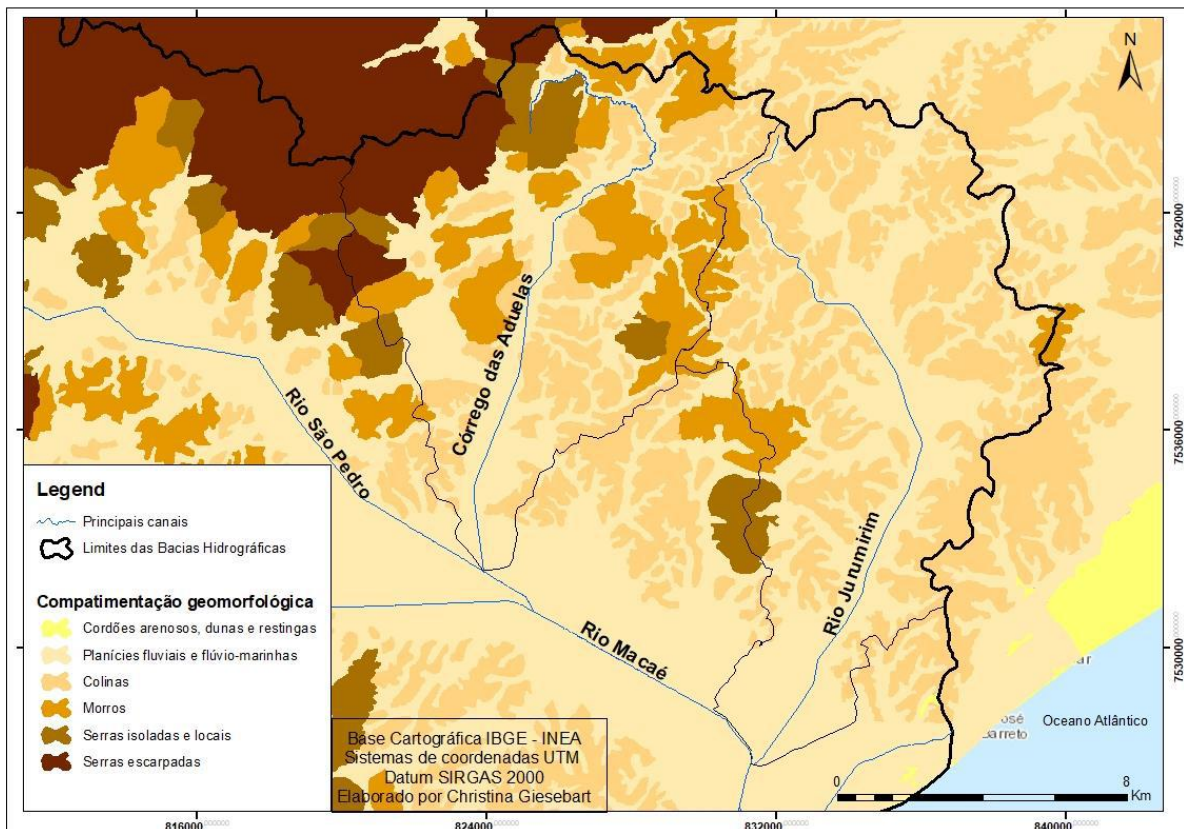 N
7542000
7536000
7530000
Córrego das Aduelas
Rio São Pedro
Rio Jurumirim
Rio Macaé
Legend
Principais canais
Limites das Bacias Hidrográficas
Compatimentação geomorfológica
Cordões arenosos, dunas e restingas
Planícies fluviais e flúvio-marinhas
Colinas
Morros
Serras isoladas e locais
Serras escarpadas
Base Cartográfica IBGE - INEA
Sistemas de coordenadas UTM
Datum SIRGAS 2000
Elaborado por Christina Giesebart
Oceano Atlântico
0 8
Km
816000 824000 832000 840000